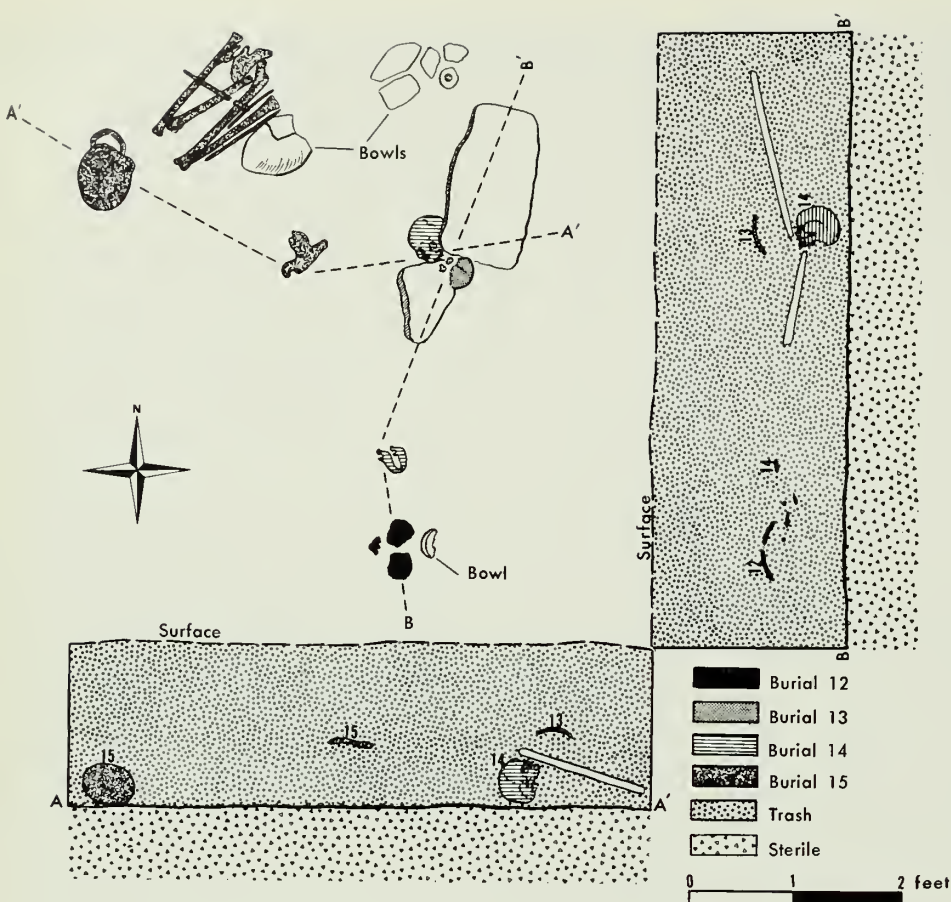 B'
B'
A'
Bowls
A'
14
13
N
14
12
Surface
Bowl
B
B
Surface
15
15
13
14
A
A'
Burial 12
Burial 13
Burial 14
Burial 15
Trash
Sterile
0 1 2 feet